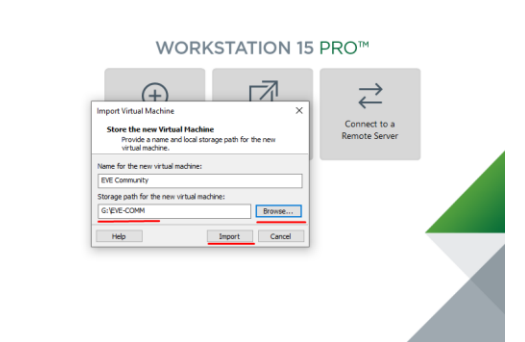 WORKSTATION 15 PRO™
Import Virtual Machine
Store the new Virtual Machine
Provide a name and local storage path for the new
virtual machine.
Name for the new virtual machine:
EVE Community
Storage path for the new virtual machine:
G:\EVE-COMM
Browse...
Help
Import
Cancel
Connect to a
Remote Server